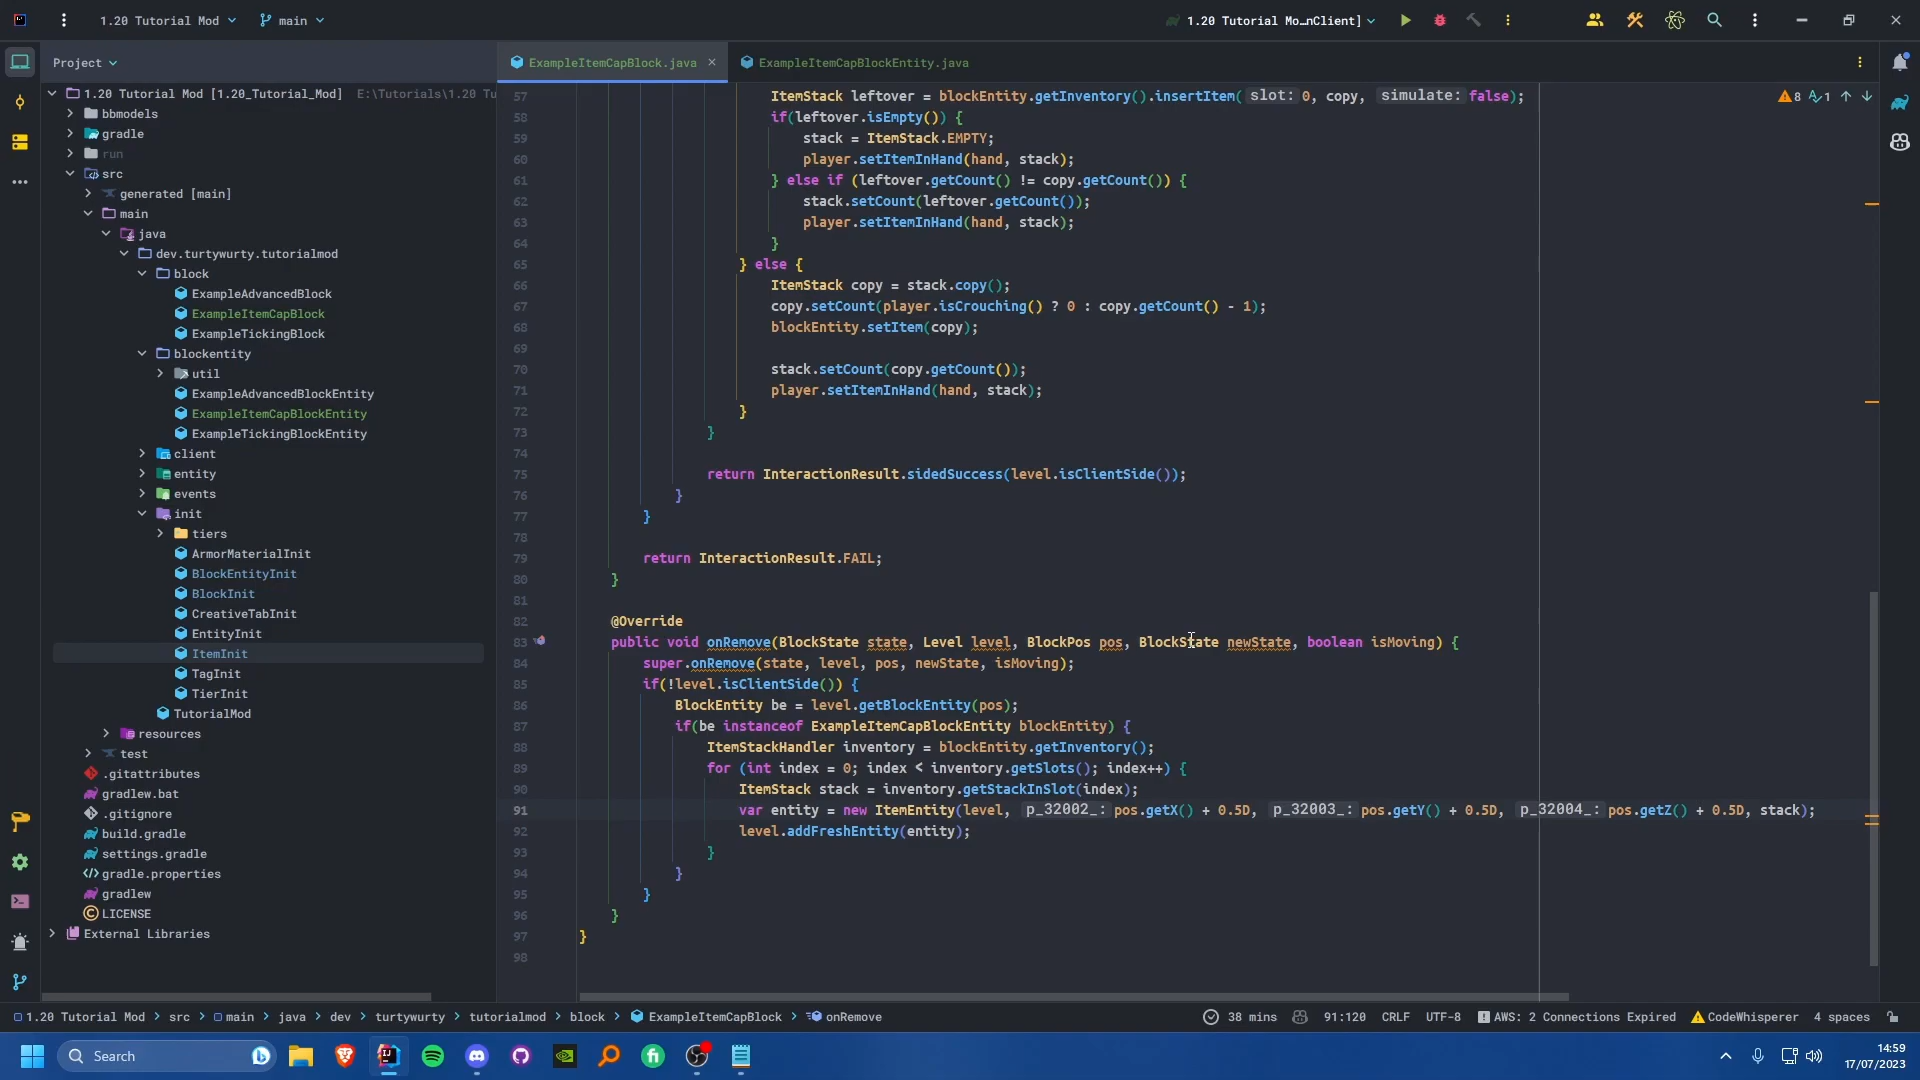 1.20 Tutorial Mod
main
1.20 Tutorial Mo…nClient]
Project
ExampleItemCapBlock.java
ExampleItemCapBlockEntity.java
1.20 Tutorial Mod [1.20_Tutorial_Mod] E:\Tutorials\1.20 Tu
bbmodels
gradle
run
src
generated [main]
main
java
dev.turtywurty.tutorialmod
block
ExampleAdvancedBlock
ExampleItemCapBlock
ExampleTickingBlock
blockentity
util
ExampleAdvancedBlockEntity
ExampleItemCapBlockEntity
ExampleTickingBlockEntity
client
entity
events
init
tiers
ArmorMaterialInit
BlockEntityInit
BlockInit
CreativeTabInit
EntityInit
ItemInit
TagInit
TierInit
TutorialMod
resources
test
.gitattributes
gradlew.bat
.gitignore
build.gradle
settings.gradle
gradle.properties
gradlew
LICENSE
External Libraries
8 1
57 ItemStack leftover = blockEntity.getInventory().insertItem( slot: 0, copy, simulate: false);
58 if(leftover.isEmpty()) {
59 stack = ItemStack.EMPTY;
60 player.setItemInHand(hand, stack);
61 } else if (leftover.getCount() != copy.getCount()) {
62 stack.setCount(leftover.getCount());
63 player.setItemInHand(hand, stack);
64 }
65 } else {
66 ItemStack copy = stack.copy();
67 copy.setCount(player.isCrouching() ? 0 : copy.getCount() - 1);
68 blockEntity.setItem(copy);
69
70 stack.setCount(copy.getCount());
71 player.setItemInHand(hand, stack);
72 }
73 }
74
75 return InteractionResult.sidedSuccess(level.isClientSide());
76 }
77 }
78
79 return InteractionResult.FAIL;
80 }
81
82 @Override
83 public void onRemove(BlockState state, Level level, BlockPos pos, BlockState newState, boolean isMoving) {
84 super.onRemove(state, level, pos, newState, isMoving);
85 if(!level.isClientSide()) {
86 BlockEntity be = level.getBlockEntity(pos);
87 if(be instanceof ExampleItemCapBlockEntity blockEntity) {
88 ItemStackHandler inventory = blockEntity.getInventory();
89 for (int index = 0; index < inventory.getSlots(); index++) {
90 ItemStack stack = inventory.getStackInSlot(index);
91 var entity = new ItemEntity(level, p_32002_: pos.getX() + 0.5D, p_32003_: pos.getY() + 0.5D, p_32004_: pos.getZ() + 0.5D, stack);
92 level.addFreshEntity(entity);
93 }
94 }
95 }
96 }
97 }
98
1.20 Tutorial Mod > src > main > java > dev > turtywurty > tutorialmod > block > ExampleItemCapBlock > onRemove
38 mins 91:120 CRLF UTF-8 AWS: 2 Connections Expired CodeWhisperer 4 spaces
Search
14:59
17/07/2023